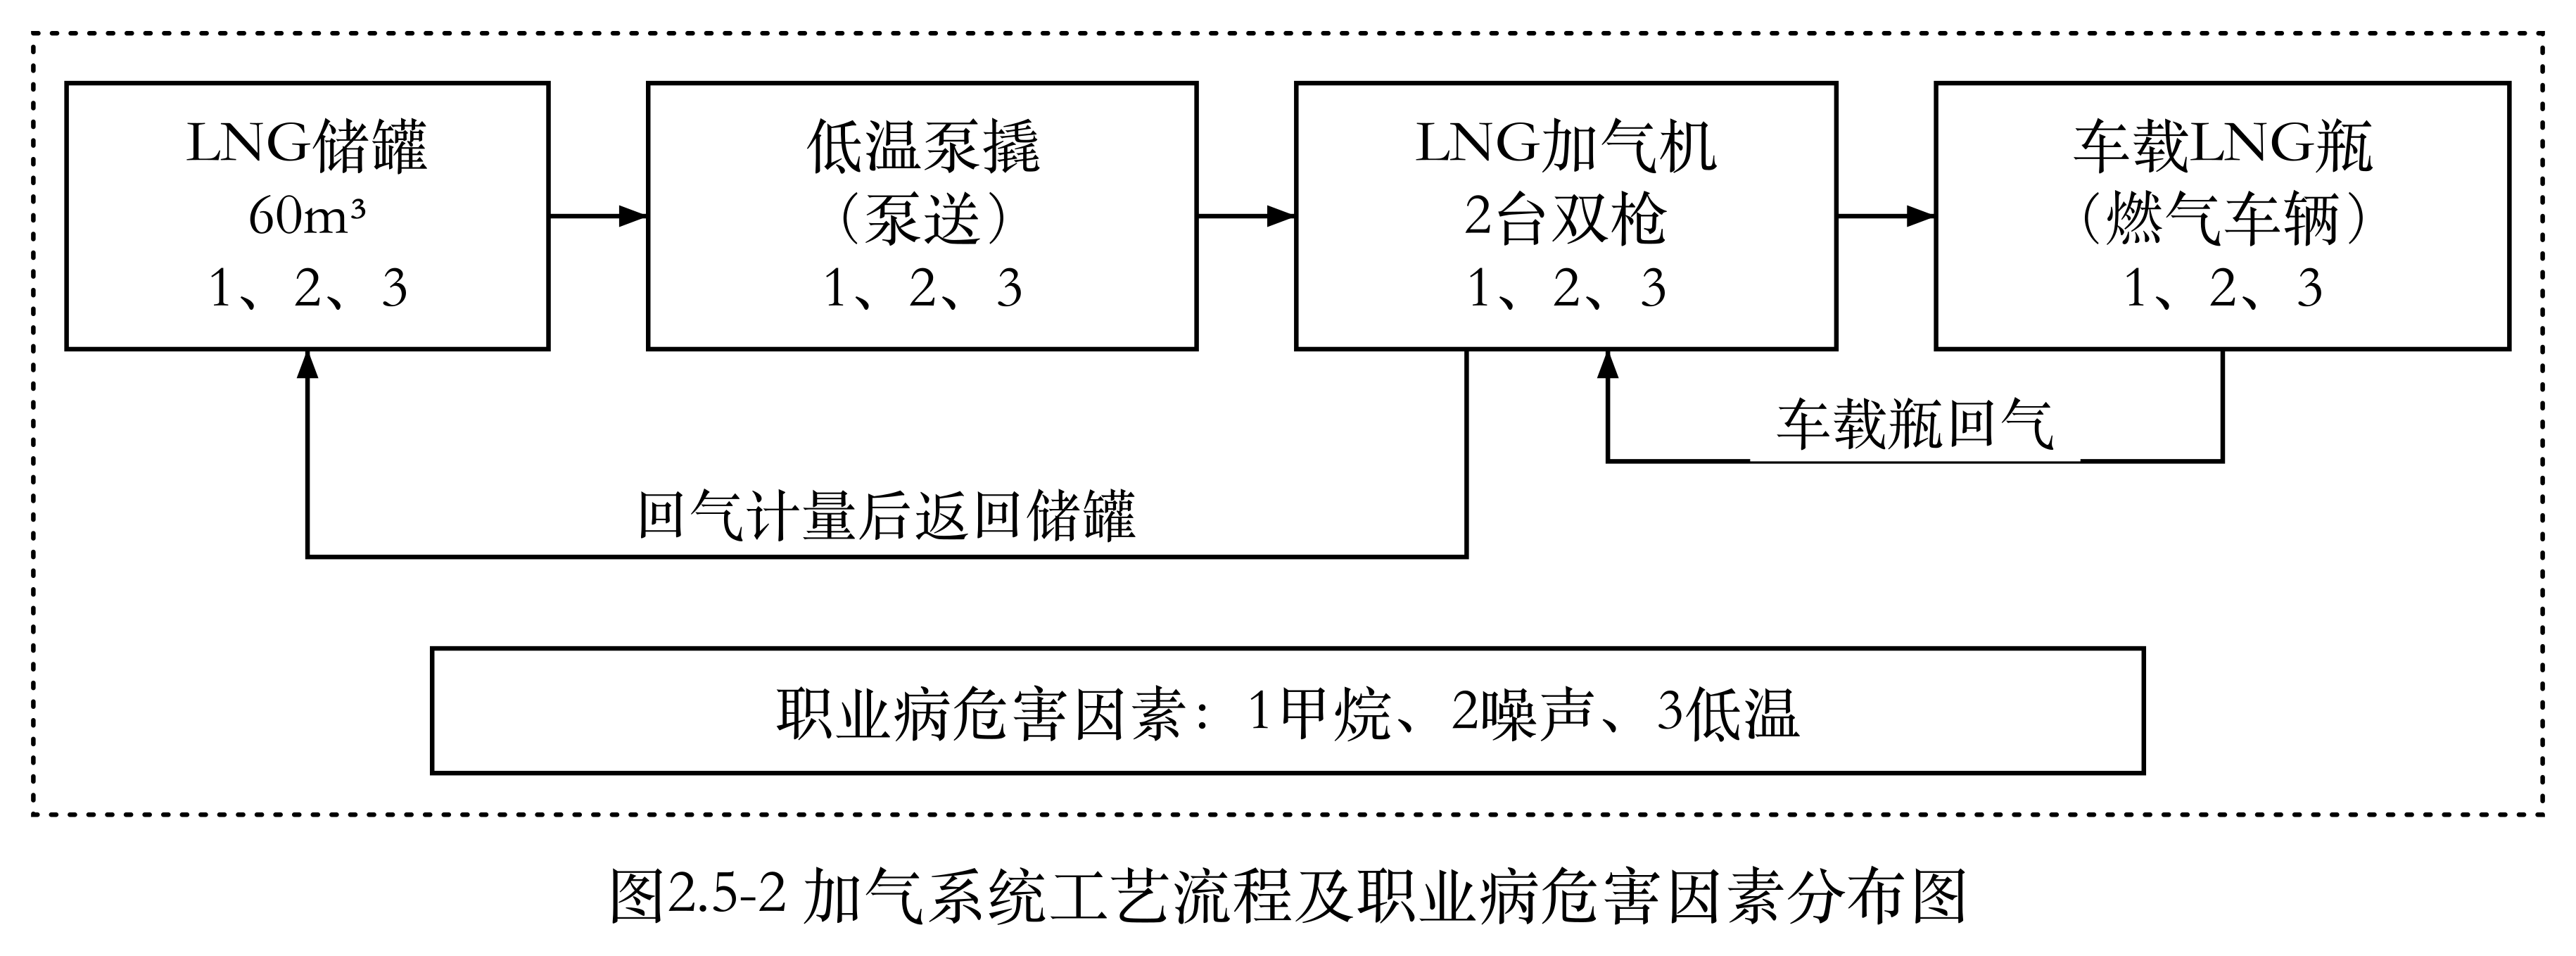 LNG储罐
60m³
1、2、3
低温泵撬
（泵送）
1、2、3
LNG加气机
2台双枪
1、2、3
车载LNG瓶
（燃气车辆）
1、2、3
车载瓶回气
回气计量后返回储罐
职业病危害因素：1甲烷、2噪声、3低温
图2.5-2 加气系统工艺流程及职业病危害因素分布图